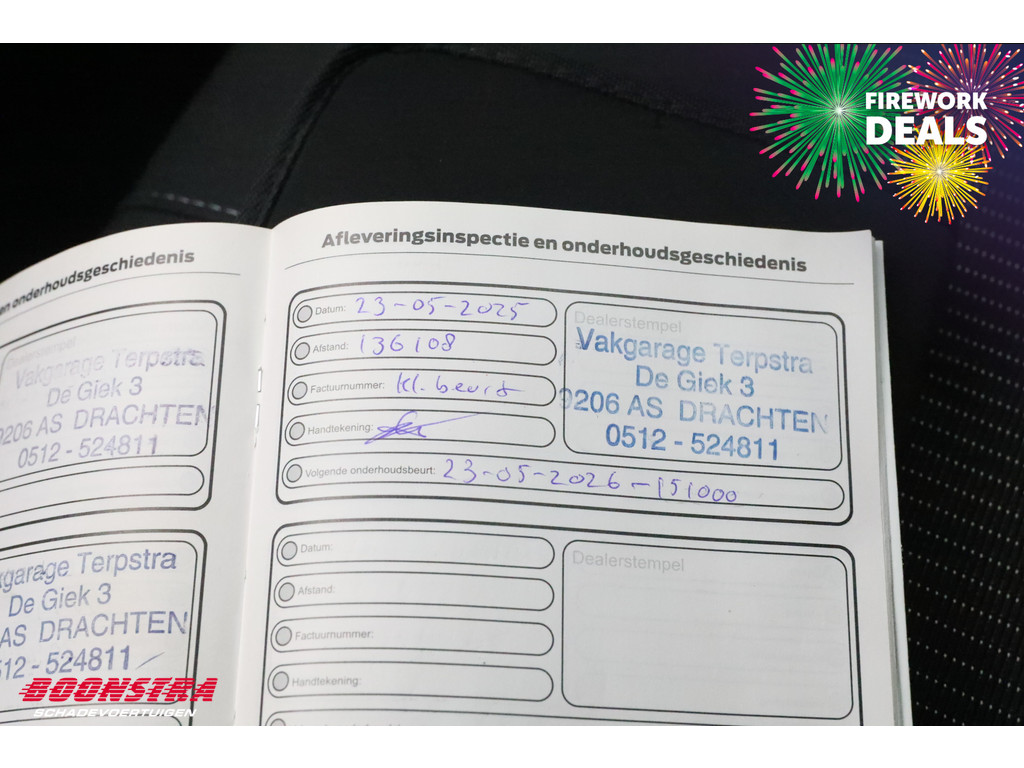 FIREWORK
DEALS
en onderhoudsgeschiedenis
Dealerstempel
Vakgarage Terpstra
De Giek 3
9206 AS DRACHTEN
0512 - 524811
kgarage Terpstra
De Giek 3
AS DRACHTEN
512 - 524811
Afleveringsinspectie en onderhoudsgeschiedenis
Datum: 23-05-2025
Afstand: 136108
Factuurnummer: Kl. beurt
Handtekening:
Dealerstempel
Vakgarage Terpstra
De Giek 3
9206 AS DRACHTEN
0512 - 524811
Volgende onderhoudsbeurt: 23-05-2026-151000
Datum:
Afstand:
Factuurnummer:
Handtekening:
Dealerstempel
BOONSTRA
SCHADEVOERTUIGEN